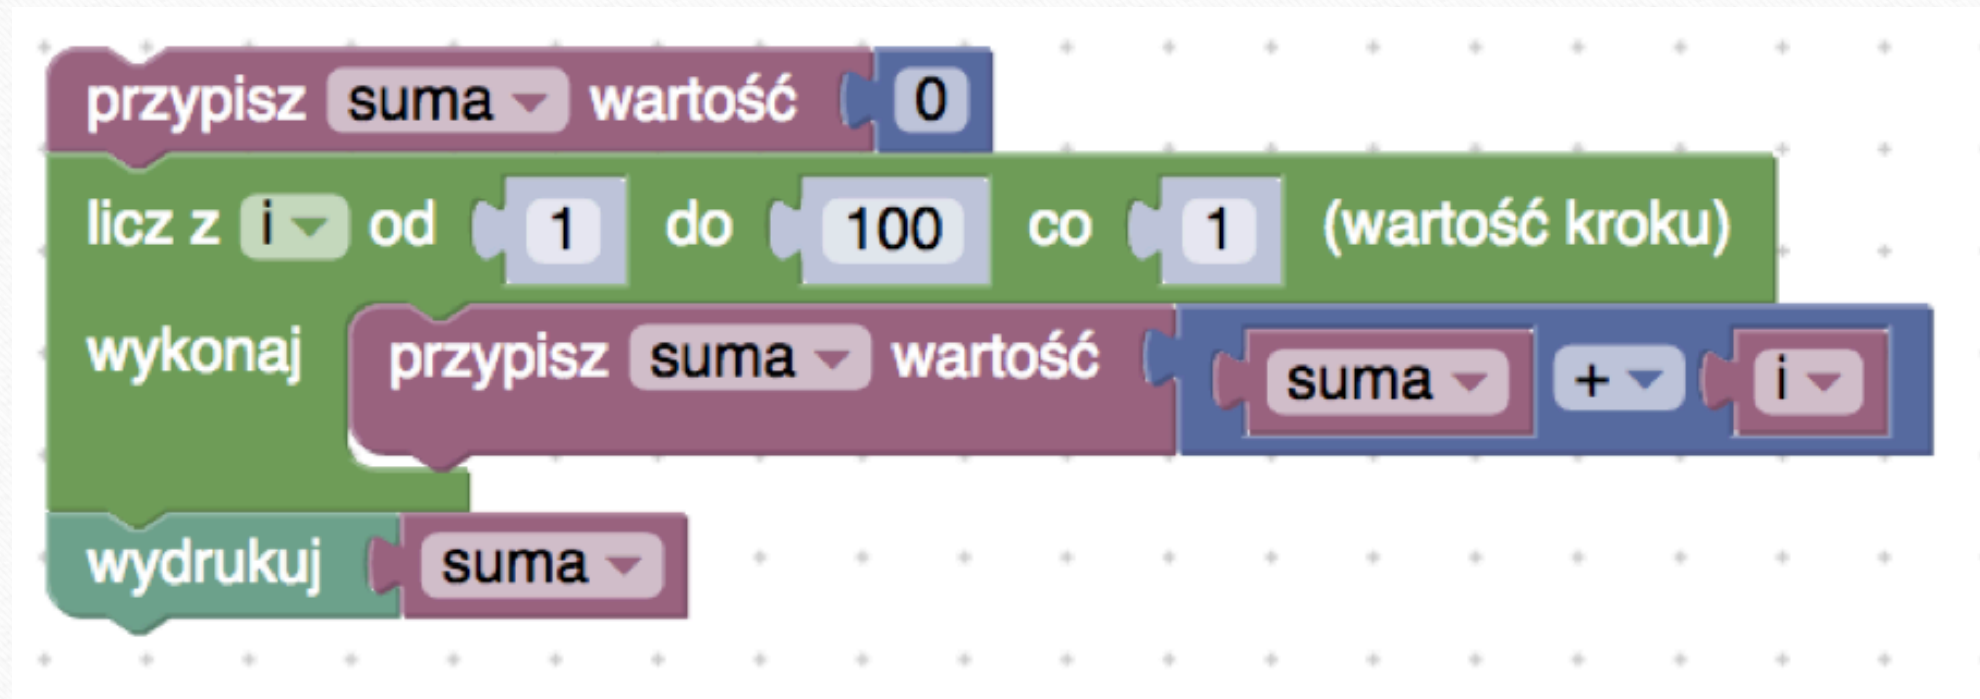 przypisz suma wartość 0
licz z i od 1 do 100 co 1 (wartość kroku)
wykonaj przypisz suma wartość suma + i
wydrukuj suma